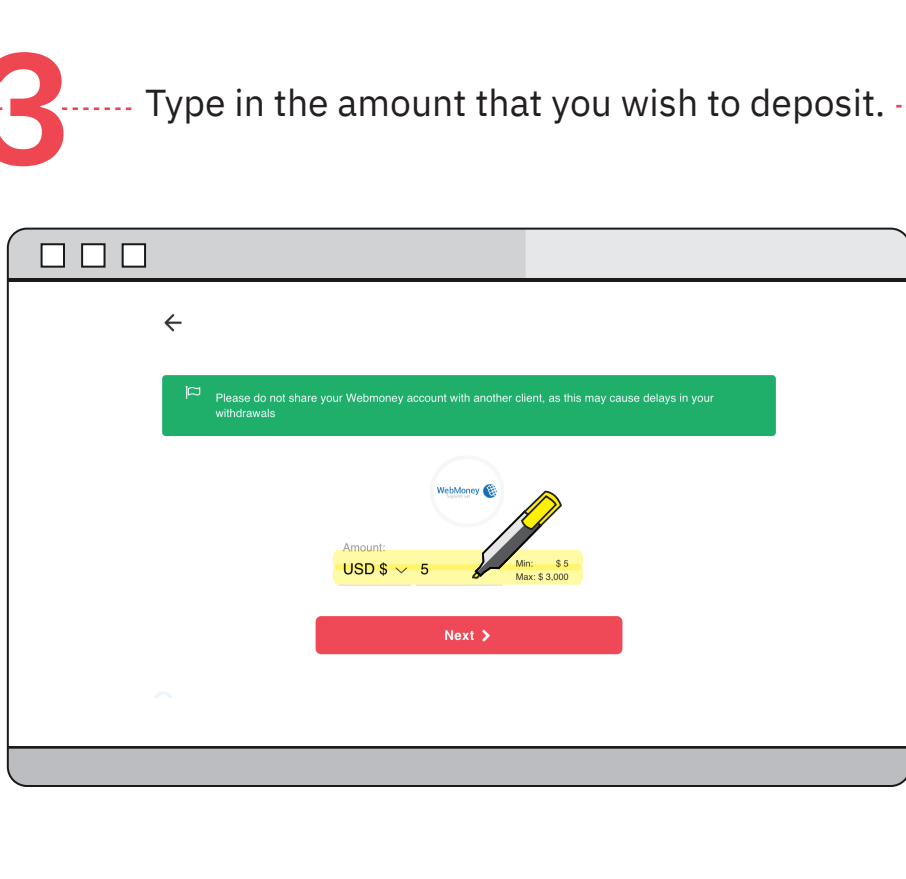 3
Type in the amount that you wish to deposit.
Please do not share your Webmoney account with another client, as this may cause delays in your
withdrawals
WebMoney
Amount:
USD $ 5
Min: $ 5
Max: $ 3,000
Next